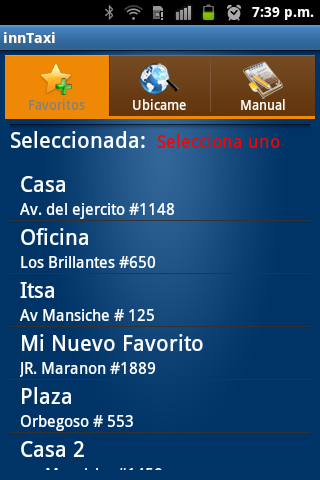 7:39 p.m.
innTaxi
Favoritos
Ubicame
Manual
Seleccionada: Selecciona uno
Casa
Av. del ejercito #1148
Oficina
Los Brillantes #650
Itsa
Av Mansiche # 125
Mi Nuevo Favorito
JR. Maranon #1889
Plaza
Orbegoso # 553
Casa 2